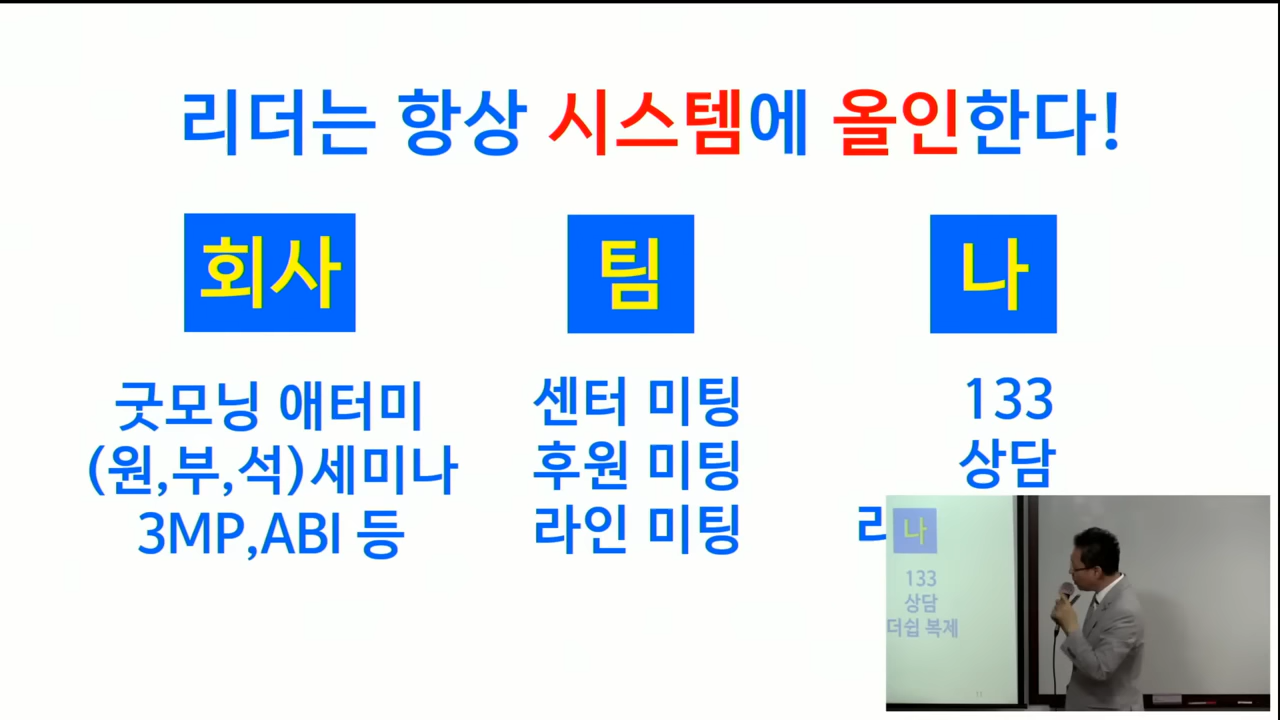 리더는 항상 시스템에 올인한다!
회사
팀
나
굿모닝 애터미
(원,부,석)세미나
3MP,ABI 등
센터 미팅
후원 미팅
라인 미팅
133
상담
리
나
133
상담
더쉽 복제
11